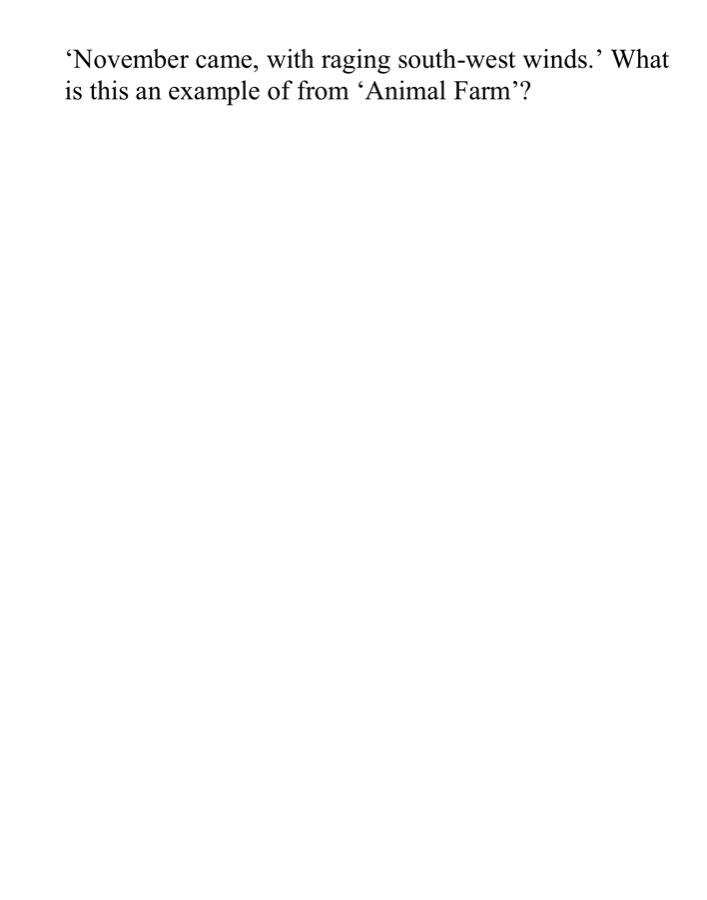 ‘November came, with raging south-west winds.’ What
is this an example of from ‘Animal Farm’?